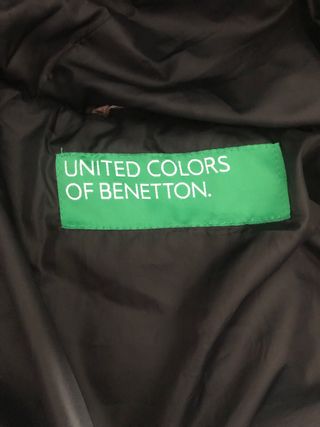 UNITED COLORS
OF BENETTON.